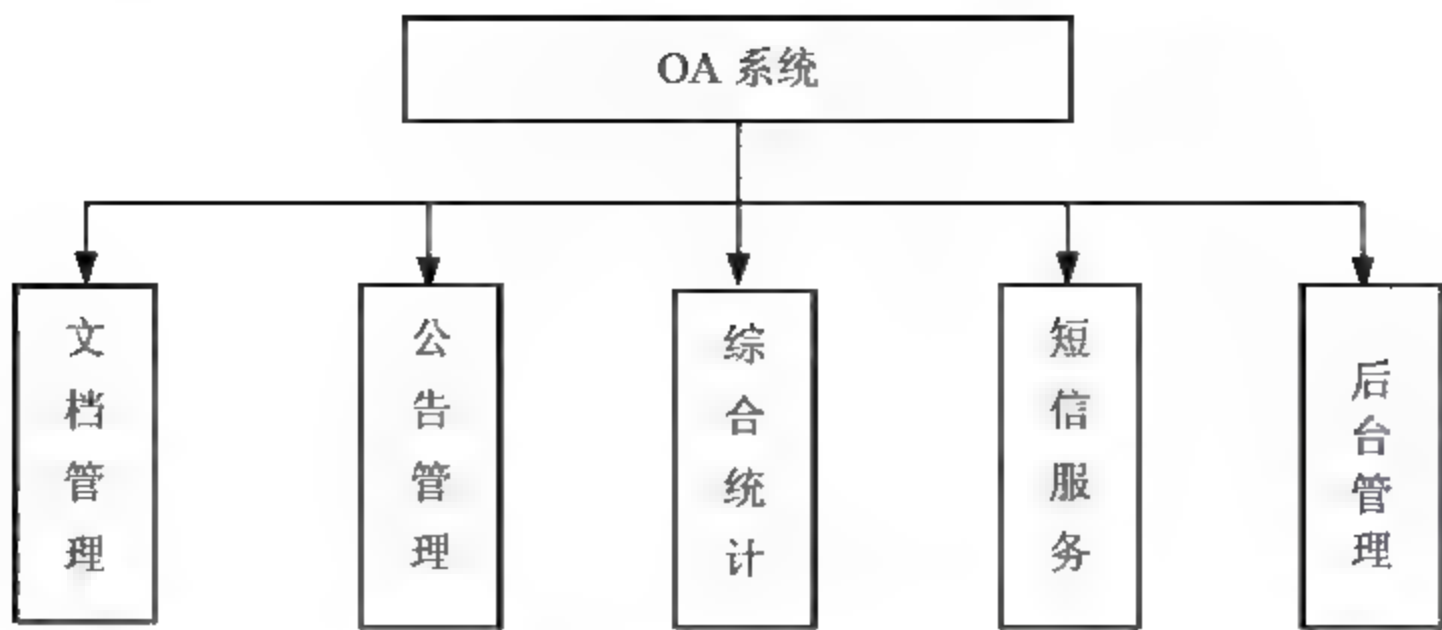 OA 系统
文档管理
公告管理
综合统计
短信服务
后台管理